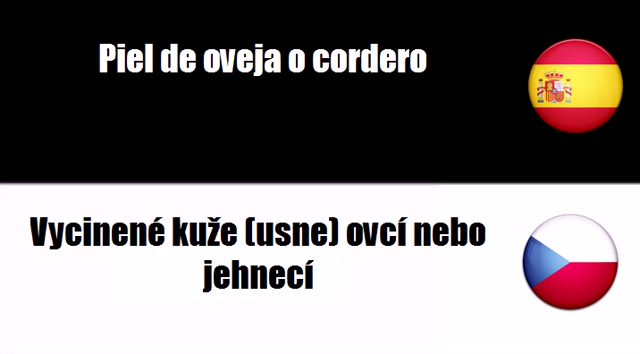 Piel de oveja o cordero
Vycinené kuže (usne) ovcí nebo
jehnecí